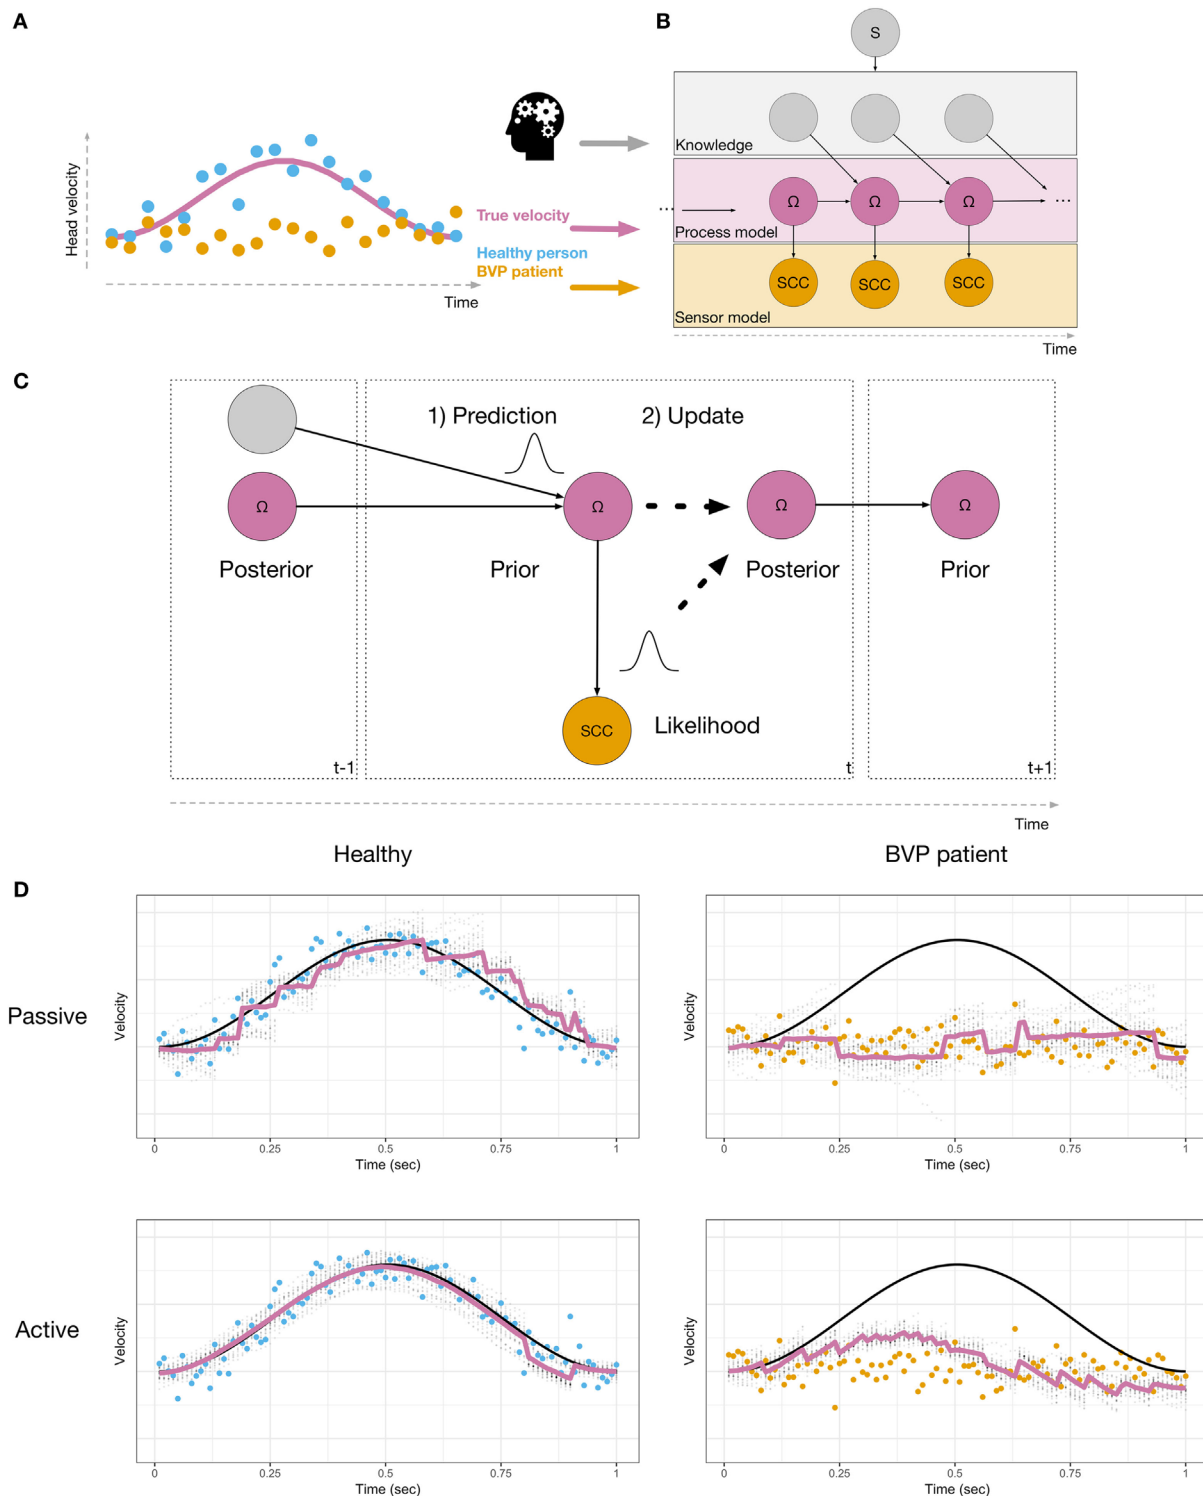 A
B
S
Head velocity
Knowledge
Ω
Ω
Ω
...
...
True velocity
Process model
Healthy person
BVP patient
SCC
SCC
SCC
Time
Sensor model
Time
C
1) Prediction
2) Update
Ω
Ω
Ω
Ω
Posterior
Prior
Posterior
Prior
SCC
Likelihood
t-1
t
t+1
Time
Healthy
BVP patient
D
Passive
Velocity
0
0.25
0.5
0.75
1
Time (sec)
Velocity
0
0.25
0.5
0.75
1
Time (sec)
Active
Velocity
0
0.25
0.5
0.75
1
Time (sec)
Velocity
0
0.25
0.5
0.75
1
Time (sec)